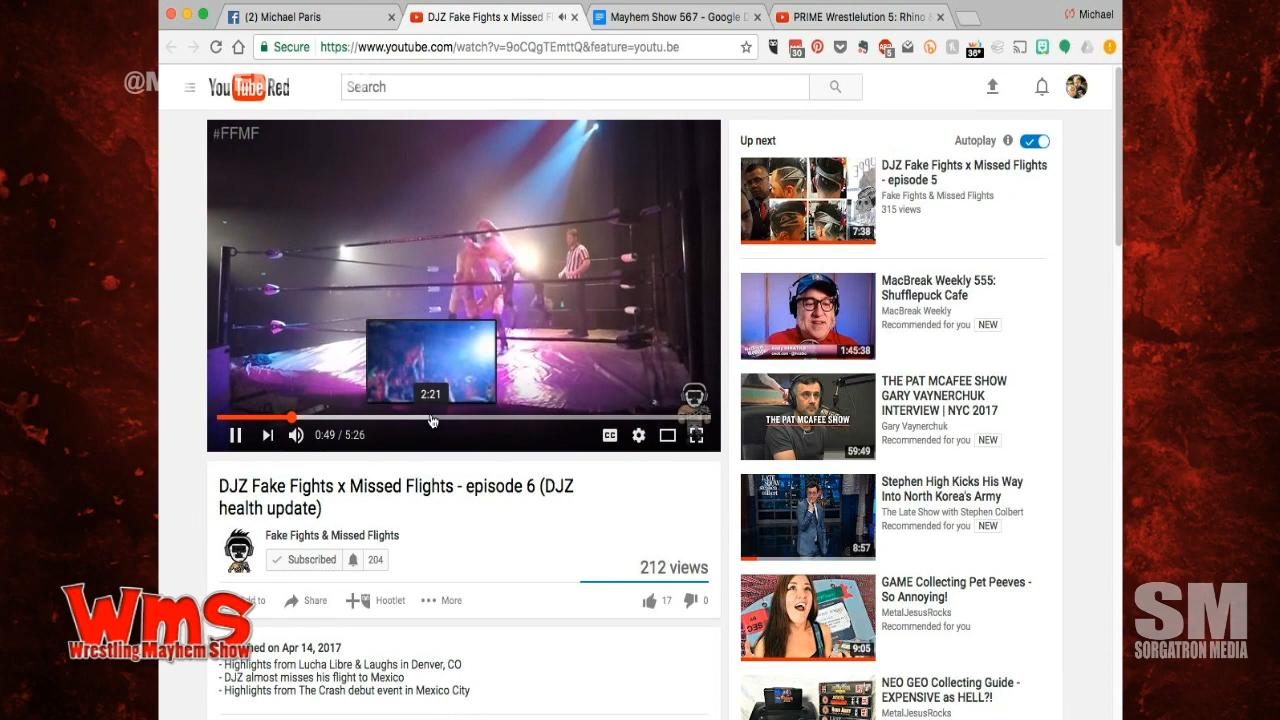 (2) Michael Paris
DJZ Fake Fights x Missed Fl
Mayhem Show 567 - Google D
PRIME Wrestlelution 5: Rhino &
Michael
Secure
https://www.youtube.com/watch?v=9oCQgTEmttQ&feature=youtu.be
30
5
36°
@M
YouTube Red
Search
#FFMF
Up next
Autoplay
DJZ Fake Fights x Missed Flights
- episode 5
Fake Fights & Missed Flights
315 views
7:38
MacBreak Weekly 555:
Shufflepuck Cafe
MacBreak Weekly
Recommended for you NEW
1:45:38
THE PAT MCAFEE SHOW
GARY VAYNERCHUK
INTERVIEW | NYC 2017
Gary Vaynerchuk
Recommended for you NEW
THE PAT MCAFEE SHOW
59:49
2:21
0:49 / 5:26
CC
DJZ Fake Fights x Missed Flights - episode 6 (DJZ
health update)
Fake Fights & Missed Flights
Subscribed 204
212 views
Share
Hootlet
More
17
0
Stephen High Kicks His Way
Into North Korea's Army
The Late Show with Stephen Colbert
Recommended for you NEW
8:57
GAME Collecting Pet Peeves -
So Annoying!
MetalJesusRocks
Recommended for you
9:05
NEO GEO Collecting Guide -
EXPENSIVE as HELL?!
MetalJesusRocks
on Apr 14, 2017
- Highlights from Lucha Libre & Laughs in Denver, CO
- DJZ almost misses his flight to Mexico
- Highlights from The Crash debut event in Mexico City
Wms
Wrestling Mayhem Show
SM
SORGATRON MEDIA